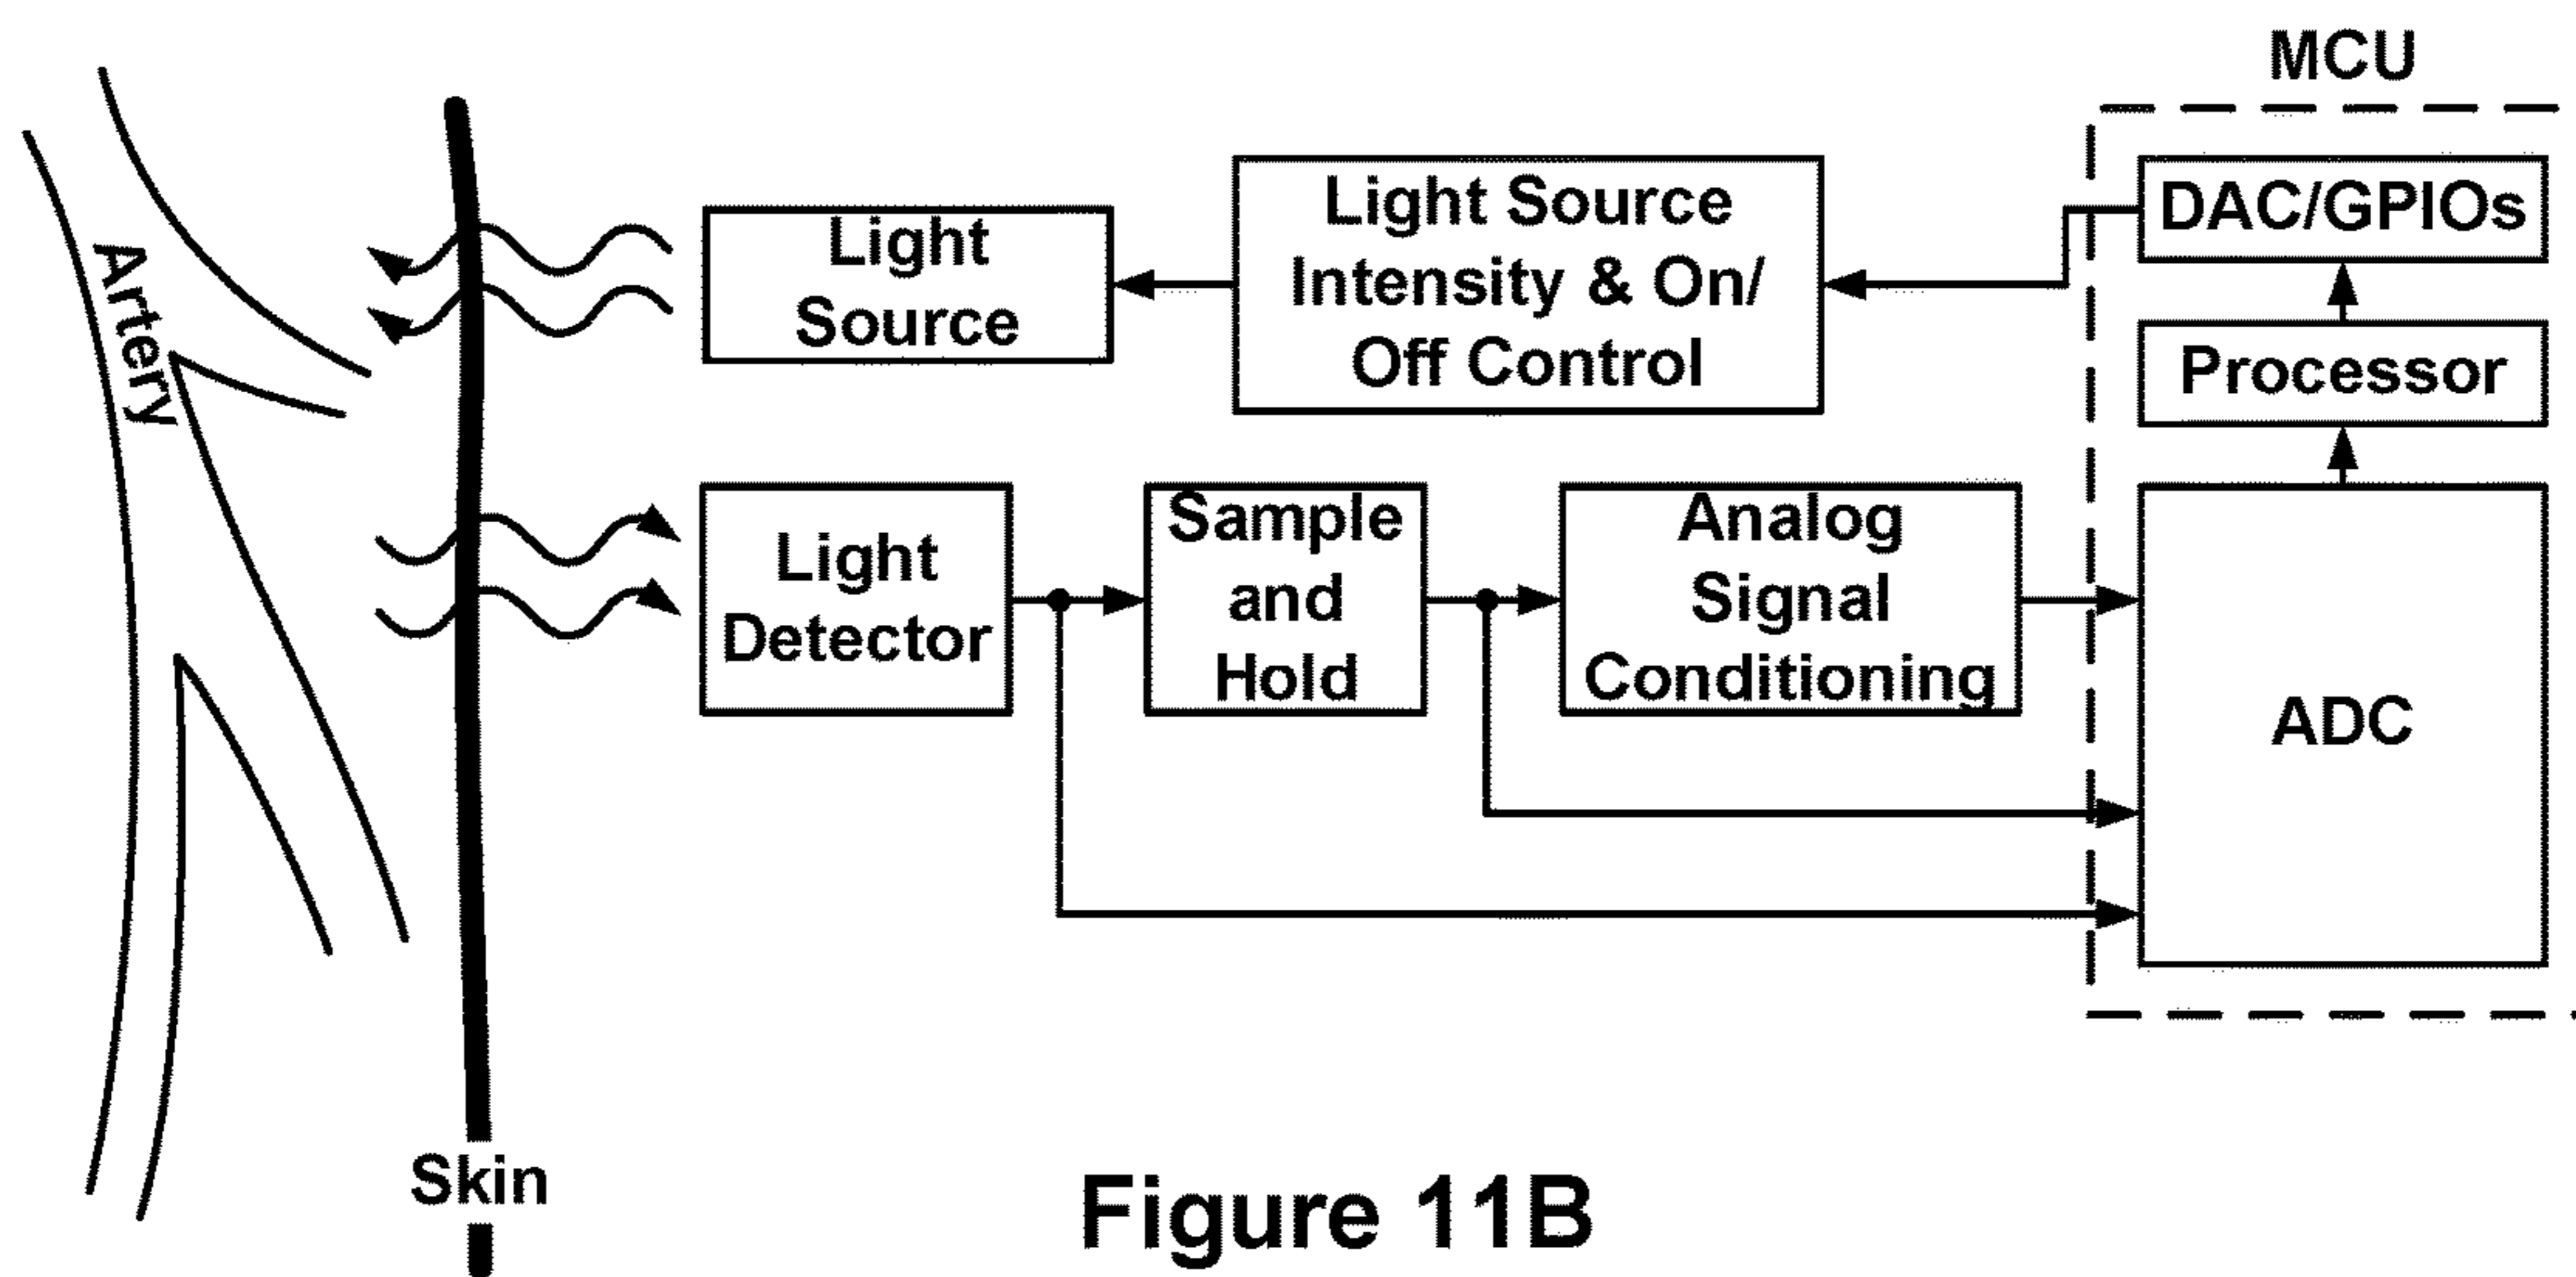 MCU
Artery
Light
Source
Light Source
Intensity & On/
Off Control
DAC/GPIOs
Processor
Light
Detector
Sample
and
Hold
Analog
Signal
Conditioning
ADC
Skin
Figure 11B